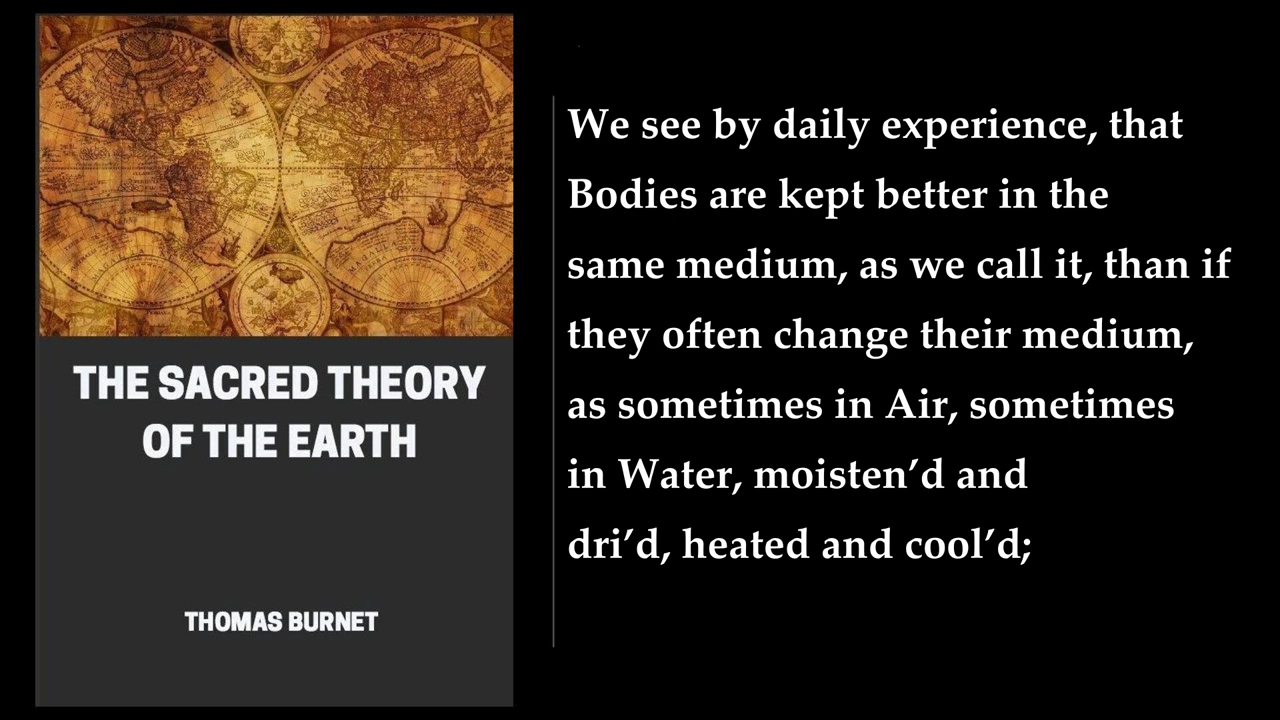 THE SACRED THEORY
OF THE EARTH
THOMAS BURNET
We see by daily experience, that
Bodies are kept better in the
same medium, as we call it, than if
they often change their medium,
as sometimes in Air, sometimes
in Water, moisten’d and
dri’d, heated and cool’d;